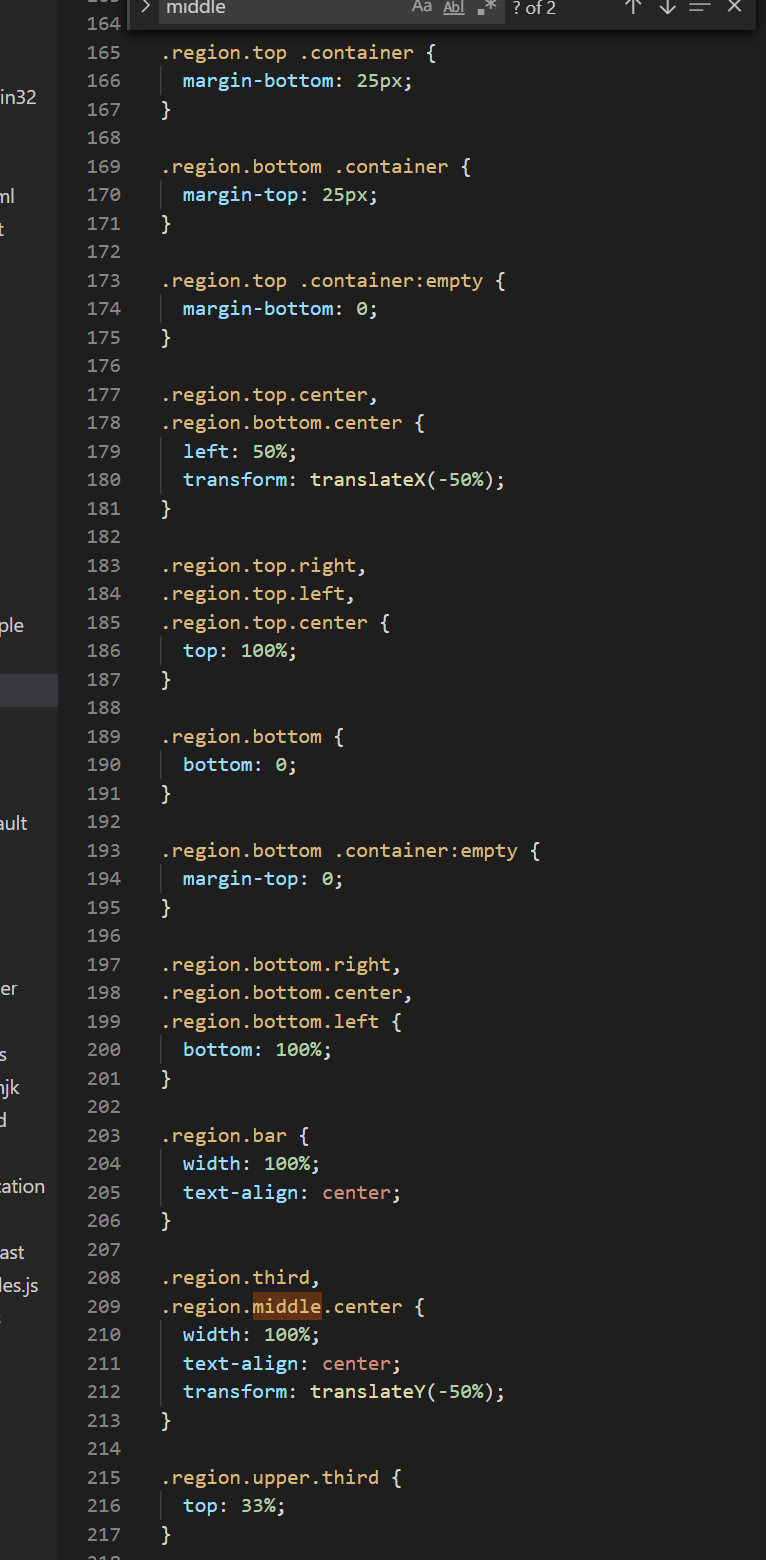 middle
Aa Abl .* ? of 2
164
165 .region.top .container {
166 margin-bottom: 25px;
167 }
168
169 .region.bottom .container {
170 margin-top: 25px;
171 }
172
173 .region.top .container:empty {
174 margin-bottom: 0;
175 }
176
177 .region.top.center,
178 .region.bottom.center {
179 left: 50%;
180 transform: translateX(-50%);
181 }
182
183 .region.top.right,
184 .region.top.left,
185 .region.top.center {
186 top: 100%;
187 }
188
189 .region.bottom {
190 bottom: 0;
191 }
192
193 .region.bottom .container:empty {
194 margin-top: 0;
195 }
196
197 .region.bottom.right,
198 .region.bottom.center,
199 .region.bottom.left {
200 bottom: 100%;
201 }
202
203 .region.bar {
204 width: 100%;
205 text-align: center;
206 }
207
208 .region.third,
209 .region.middle.center {
210 width: 100%;
211 text-align: center;
212 transform: translateY(-50%);
213 }
214
215 .region.upper.third {
216 top: 33%;
217 }
in32
ml
t
ple
ault
er
s
njk
d
cation
ast
les.js